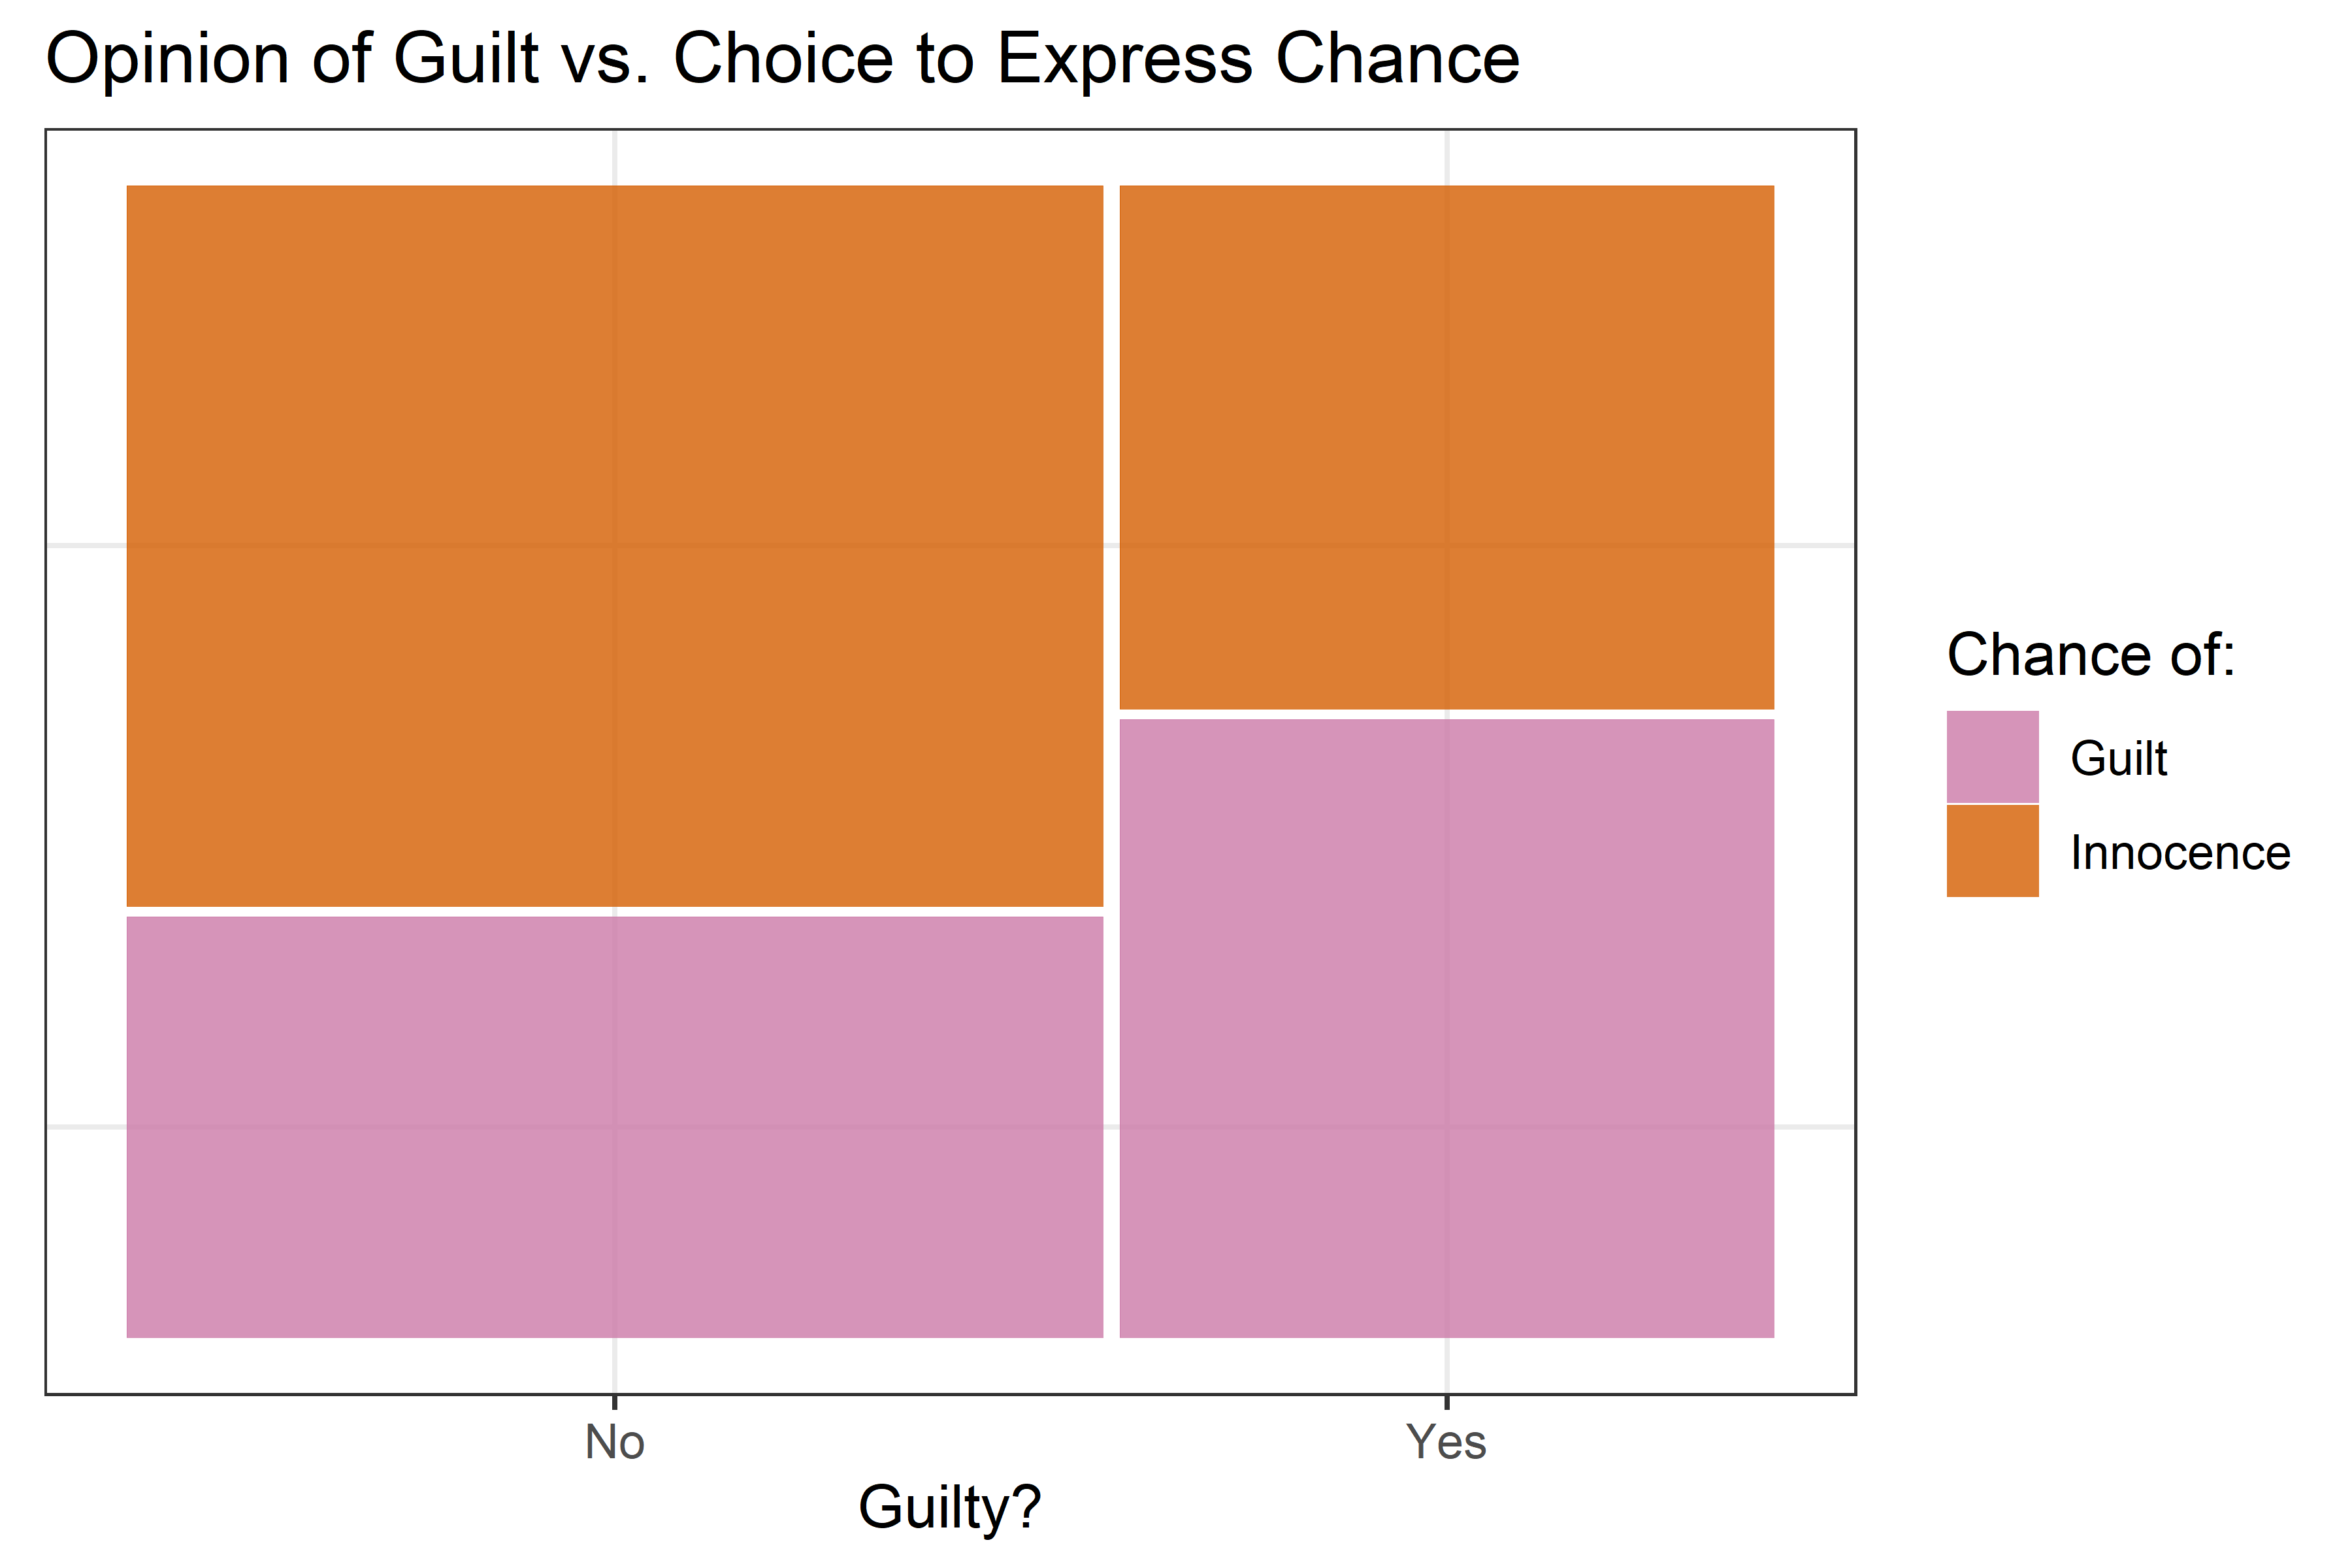 Opinion of Guilt vs. Choice to Express Chance
Chance of:
Guilt
Innocence
No
Yes
Guilty?